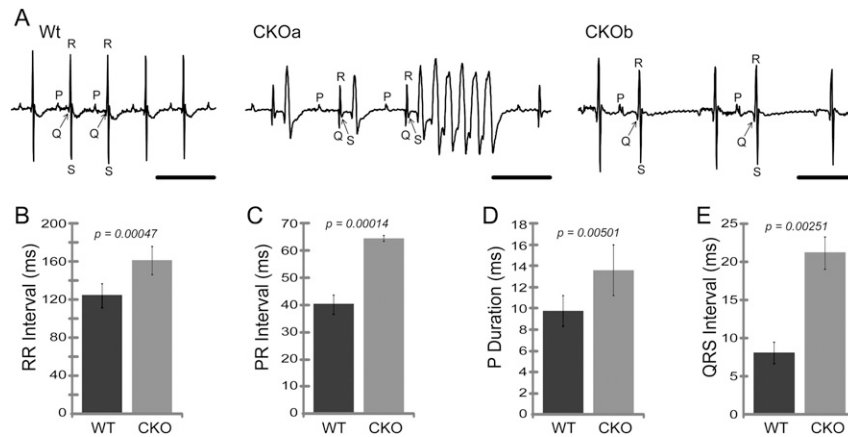 A
Wt
CKOa
CKOb
R R
P P
Q Q
S S
R R
P P
Q S Q S
R R
P P
Q Q
S S
B
RR Interval (ms)
200
160
120
80
40
0
p = 0.00047
WT CKO
C
PR Interval (ms)
70
60
50
40
30
20
10
0
p = 0.00014
WT CKO
D
P Duration (ms)
18
16
14
12
10
8
6
4
2
0
p = 0.00501
WT CKO
E
QRS Interval (ms)
25
20
15
10
5
0
p = 0.00251
WT CKO